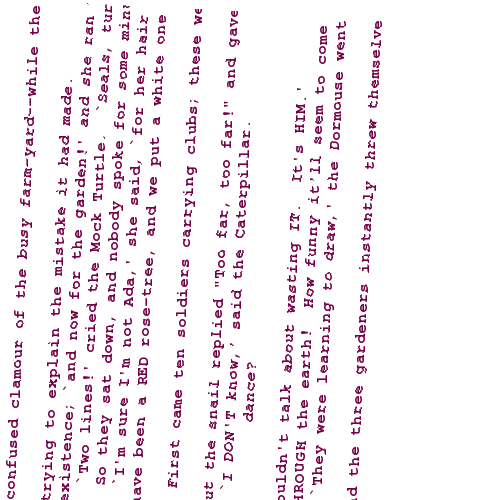 confused clamour of the busy farm-yard--while the
trying to explain the mistake it had made.
existence; `and now for the garden!' and she ran
`Two lines!' cried the Mock Turtle. `Seals, tur
So they sat down, and nobody spoke for some minu
`I'm sure I'm not Ada,' she said, `for her hair
have been a RED rose-tree, and we put a white one
First came ten soldiers carrying clubs; these we
ut the snail replied "Too far, too far!" and gave
`I DON'T know,' said the Caterpillar.
dance?
ouldn't talk about wasting IT. It's HIM.'
HROUGH the earth! How funny it'll seem to come
`They were learning to draw,' the Dormouse went
d the three gardeners instantly threw themselve